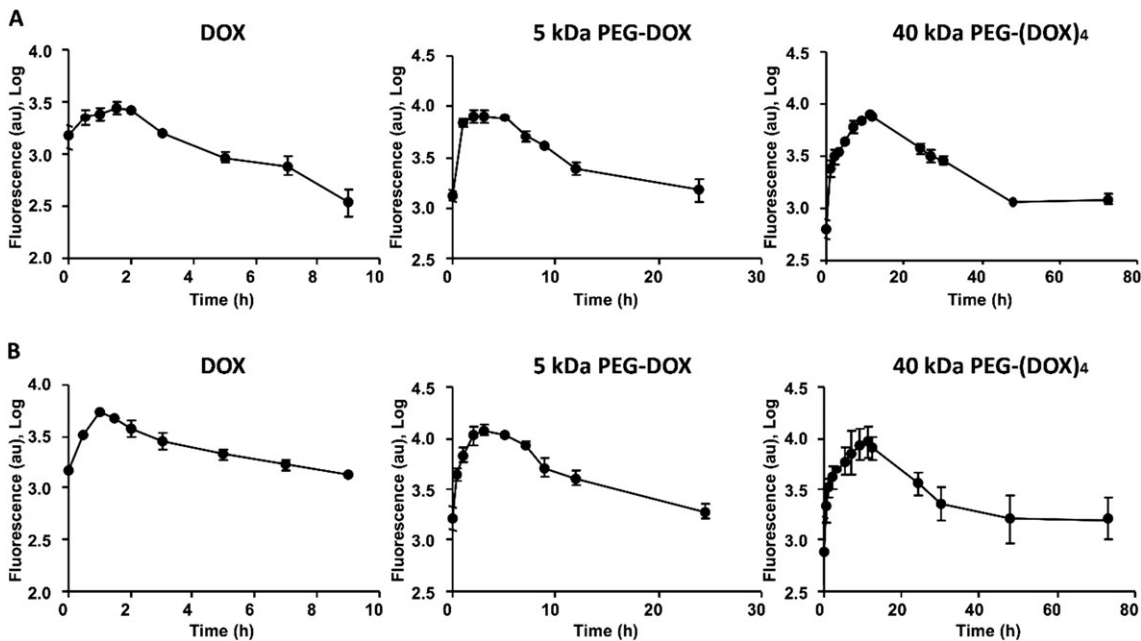 A
DOX
5 kDa PEG-DOX
40 kDa PEG-(DOX)4
Fluorescence (au), Log
4.0
3.5
3.0
2.5
2.0
0 2 4 6 8 10
Time (h)
Fluorescence (au), Log
4.5
4.0
3.5
3.0
2.5
0 10 20 30
Time (h)
Fluorescence (au), Log
4.5
4.0
3.5
3.0
2.5
0 20 40 60 80
Time (h)
B
DOX
5 kDa PEG-DOX
40 kDa PEG-(DOX)4
Fluorescence (au), Log
4.0
3.5
3.0
2.5
2.0
0 2 4 6 8 10
Time (h)
Fluorescence (au), Log
4.5
4.0
3.5
3.0
2.5
0 10 20 30
Time (h)
Fluorescence (au), Log
4.5
4.0
3.5
3.0
2.5
0 20 40 60 80
Time (h)